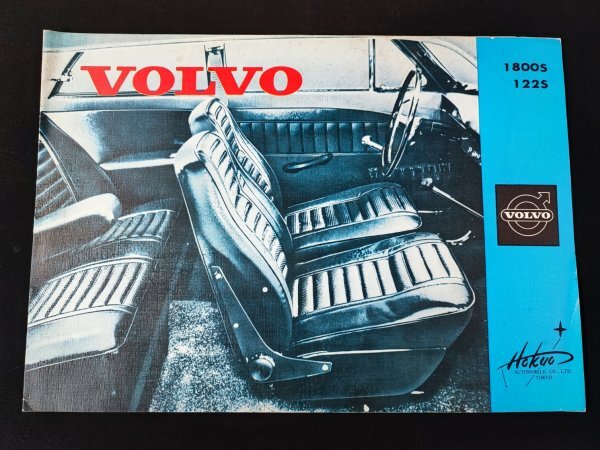 VOLVO
1800S
122S
VOLVO
Hokuo
AUTOMOBILE CO., LTD.
TOKYO